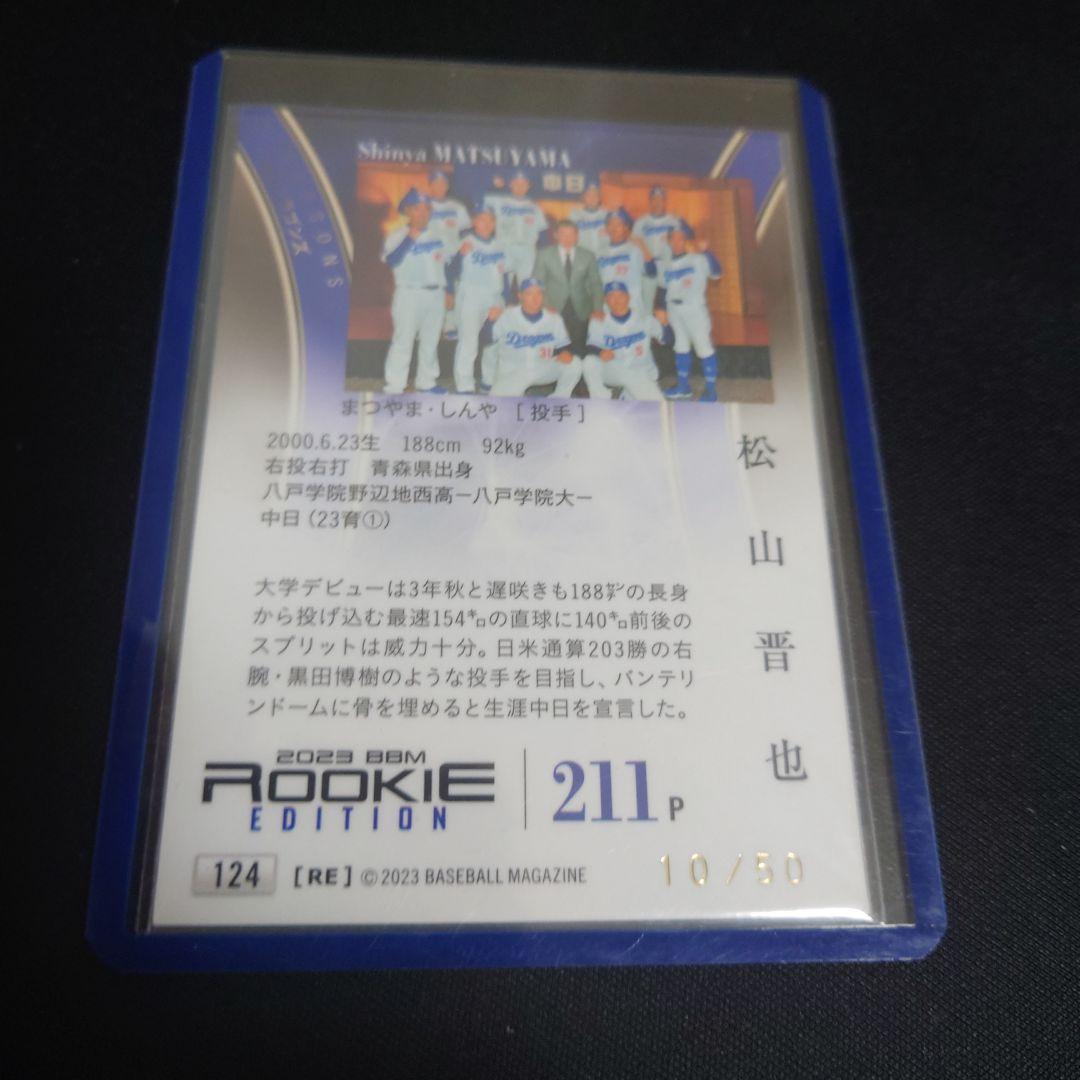 Shinya MATSUYAMA
中日
ゴンズ
まつやま・しんや [投手]
2000.6.23生 188cm 92kg
右投右打 青森県出身
八戸学院野辺地西高ー八戸学院大ー
中日(23育①)
松山晋也
大学デビューは3年秋と遅咲きも188㌢の長身
から投げ込む最速154㌔の直球に140㌔前後の
スプリットは威力十分。日米通算203勝の右
腕・黒田博樹のような投手を目指し、バンテリ
ンドームに骨を埋めると生涯中日を宣言した。
2023 BBM
ROOKIE
EDITION
211 P
124 [RE] ©2023 BASEBALL MAGAZINE
10/50